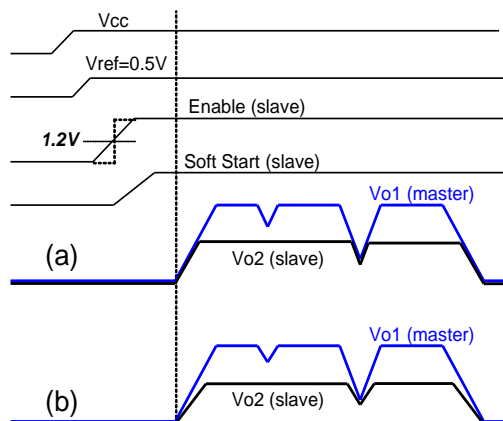 Vcc
Vref=0.5V
Enable (slave)
1.2V
Soft Start (slave)
Vo1 (master)
(a)
Vo2 (slave)
Vo1 (master)
Vo2 (slave)
(b)